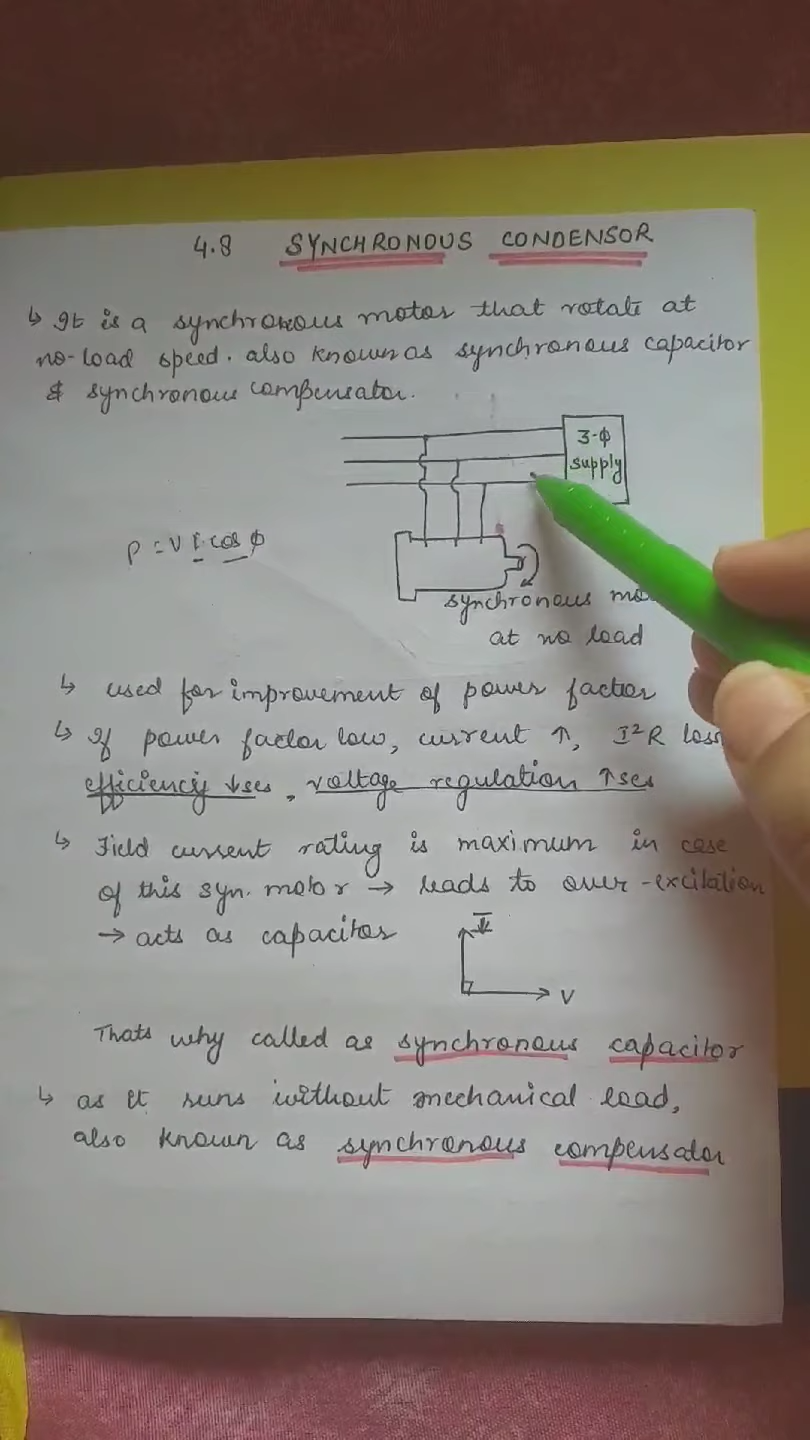 4.8 SYNCHRONOUS CONDENSOR
↳ It is a synchronous motor that rotate at
no-load speed. also known as synchronous capacitor
& synchronous compensator.
3-ϕ
supply
P = V I cos ϕ
synchronous
at no load
↳ used for improvement of power factor
↳ If power factor low, current ↑, I²R loss
efficiency ↓ses, voltage regulation ↑ses
↳ Field current rating is maximum in case
of this syn. motor → leads to over-excitation
→ acts as capacitor
I
V
Thats why called as synchronous capacitor
↳ as it runs without mechanical load,
also known as synchronous compensator